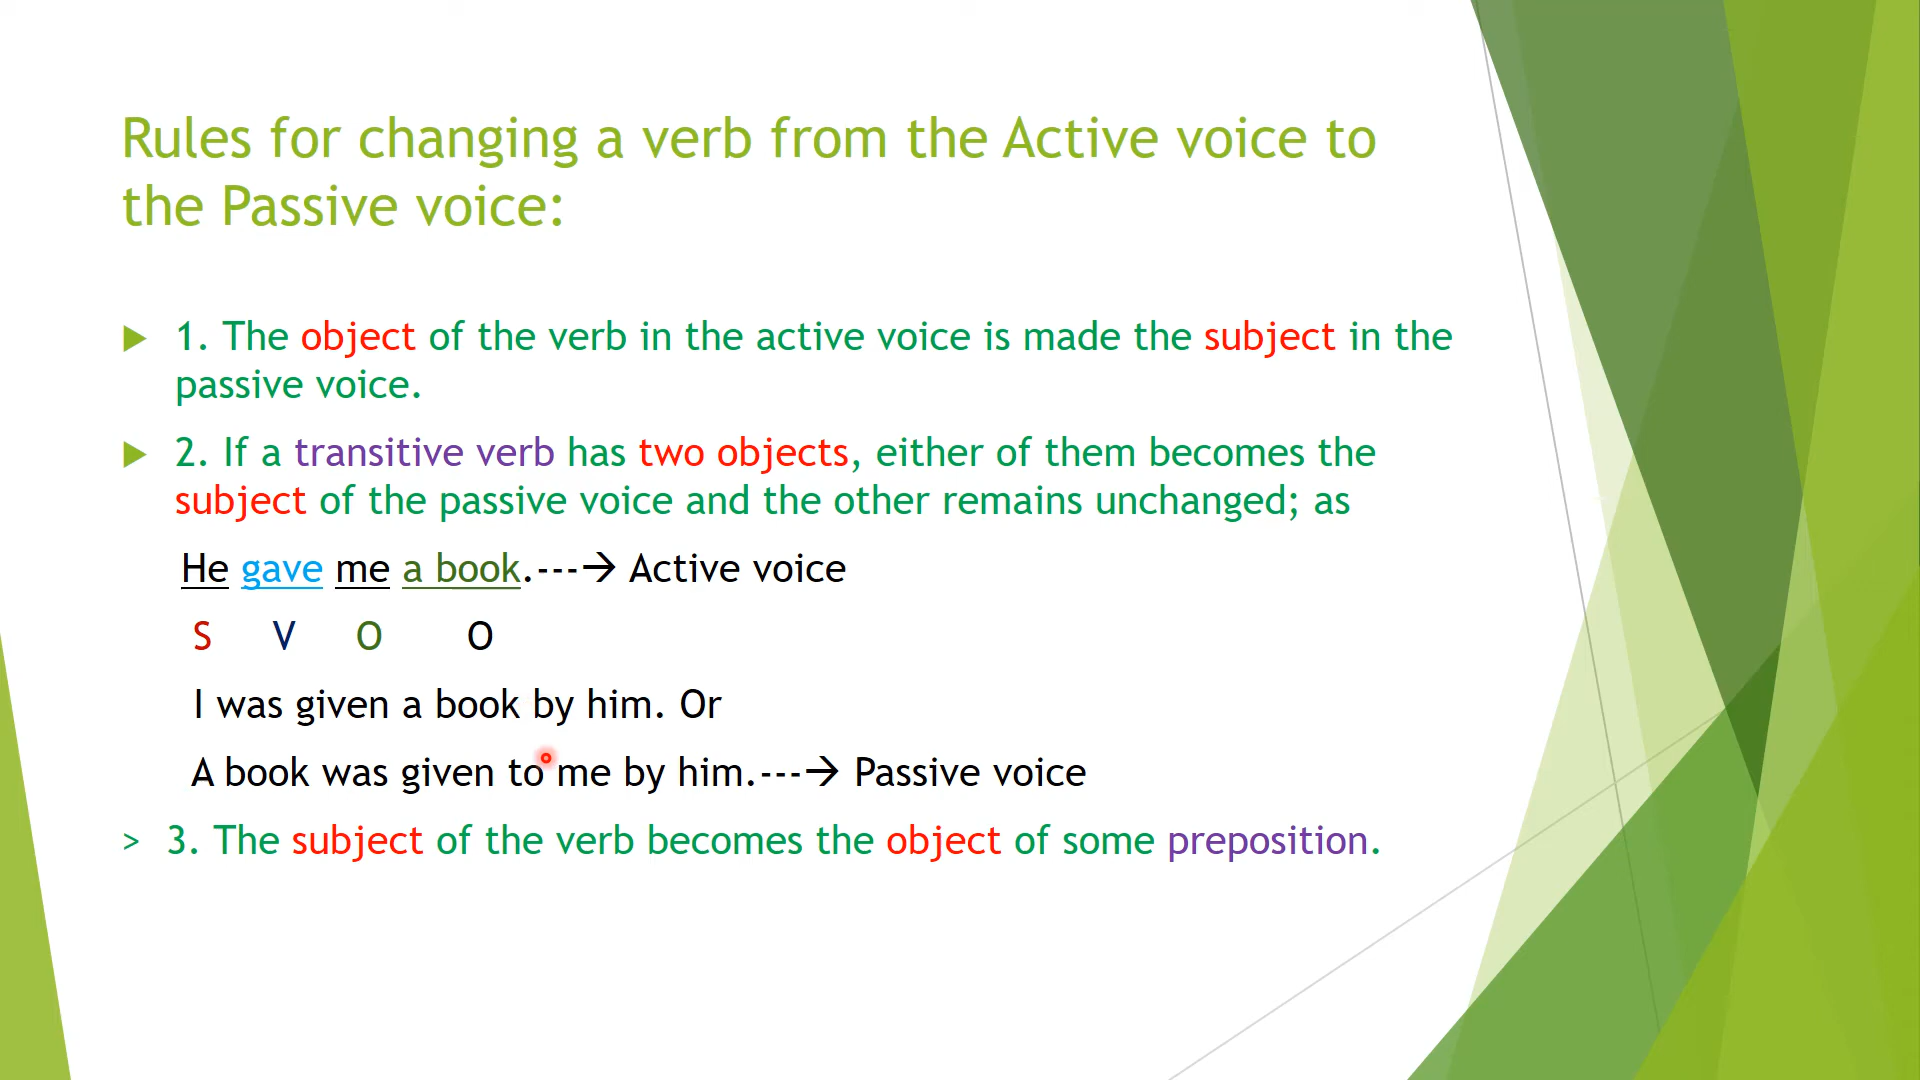 Rules for changing a verb from the Active voice to
the Passive voice:
1. The object of the verb in the active voice is made the subject in the
passive voice.
2. If a transitive verb has two objects, either of them becomes the
subject of the passive voice and the other remains unchanged; as
He gave me a book.---→ Active voice
S V O O
I was given a book by him. Or
A book was given to me by him.---→ Passive voice
> 3. The subject of the verb becomes the object of some preposition.